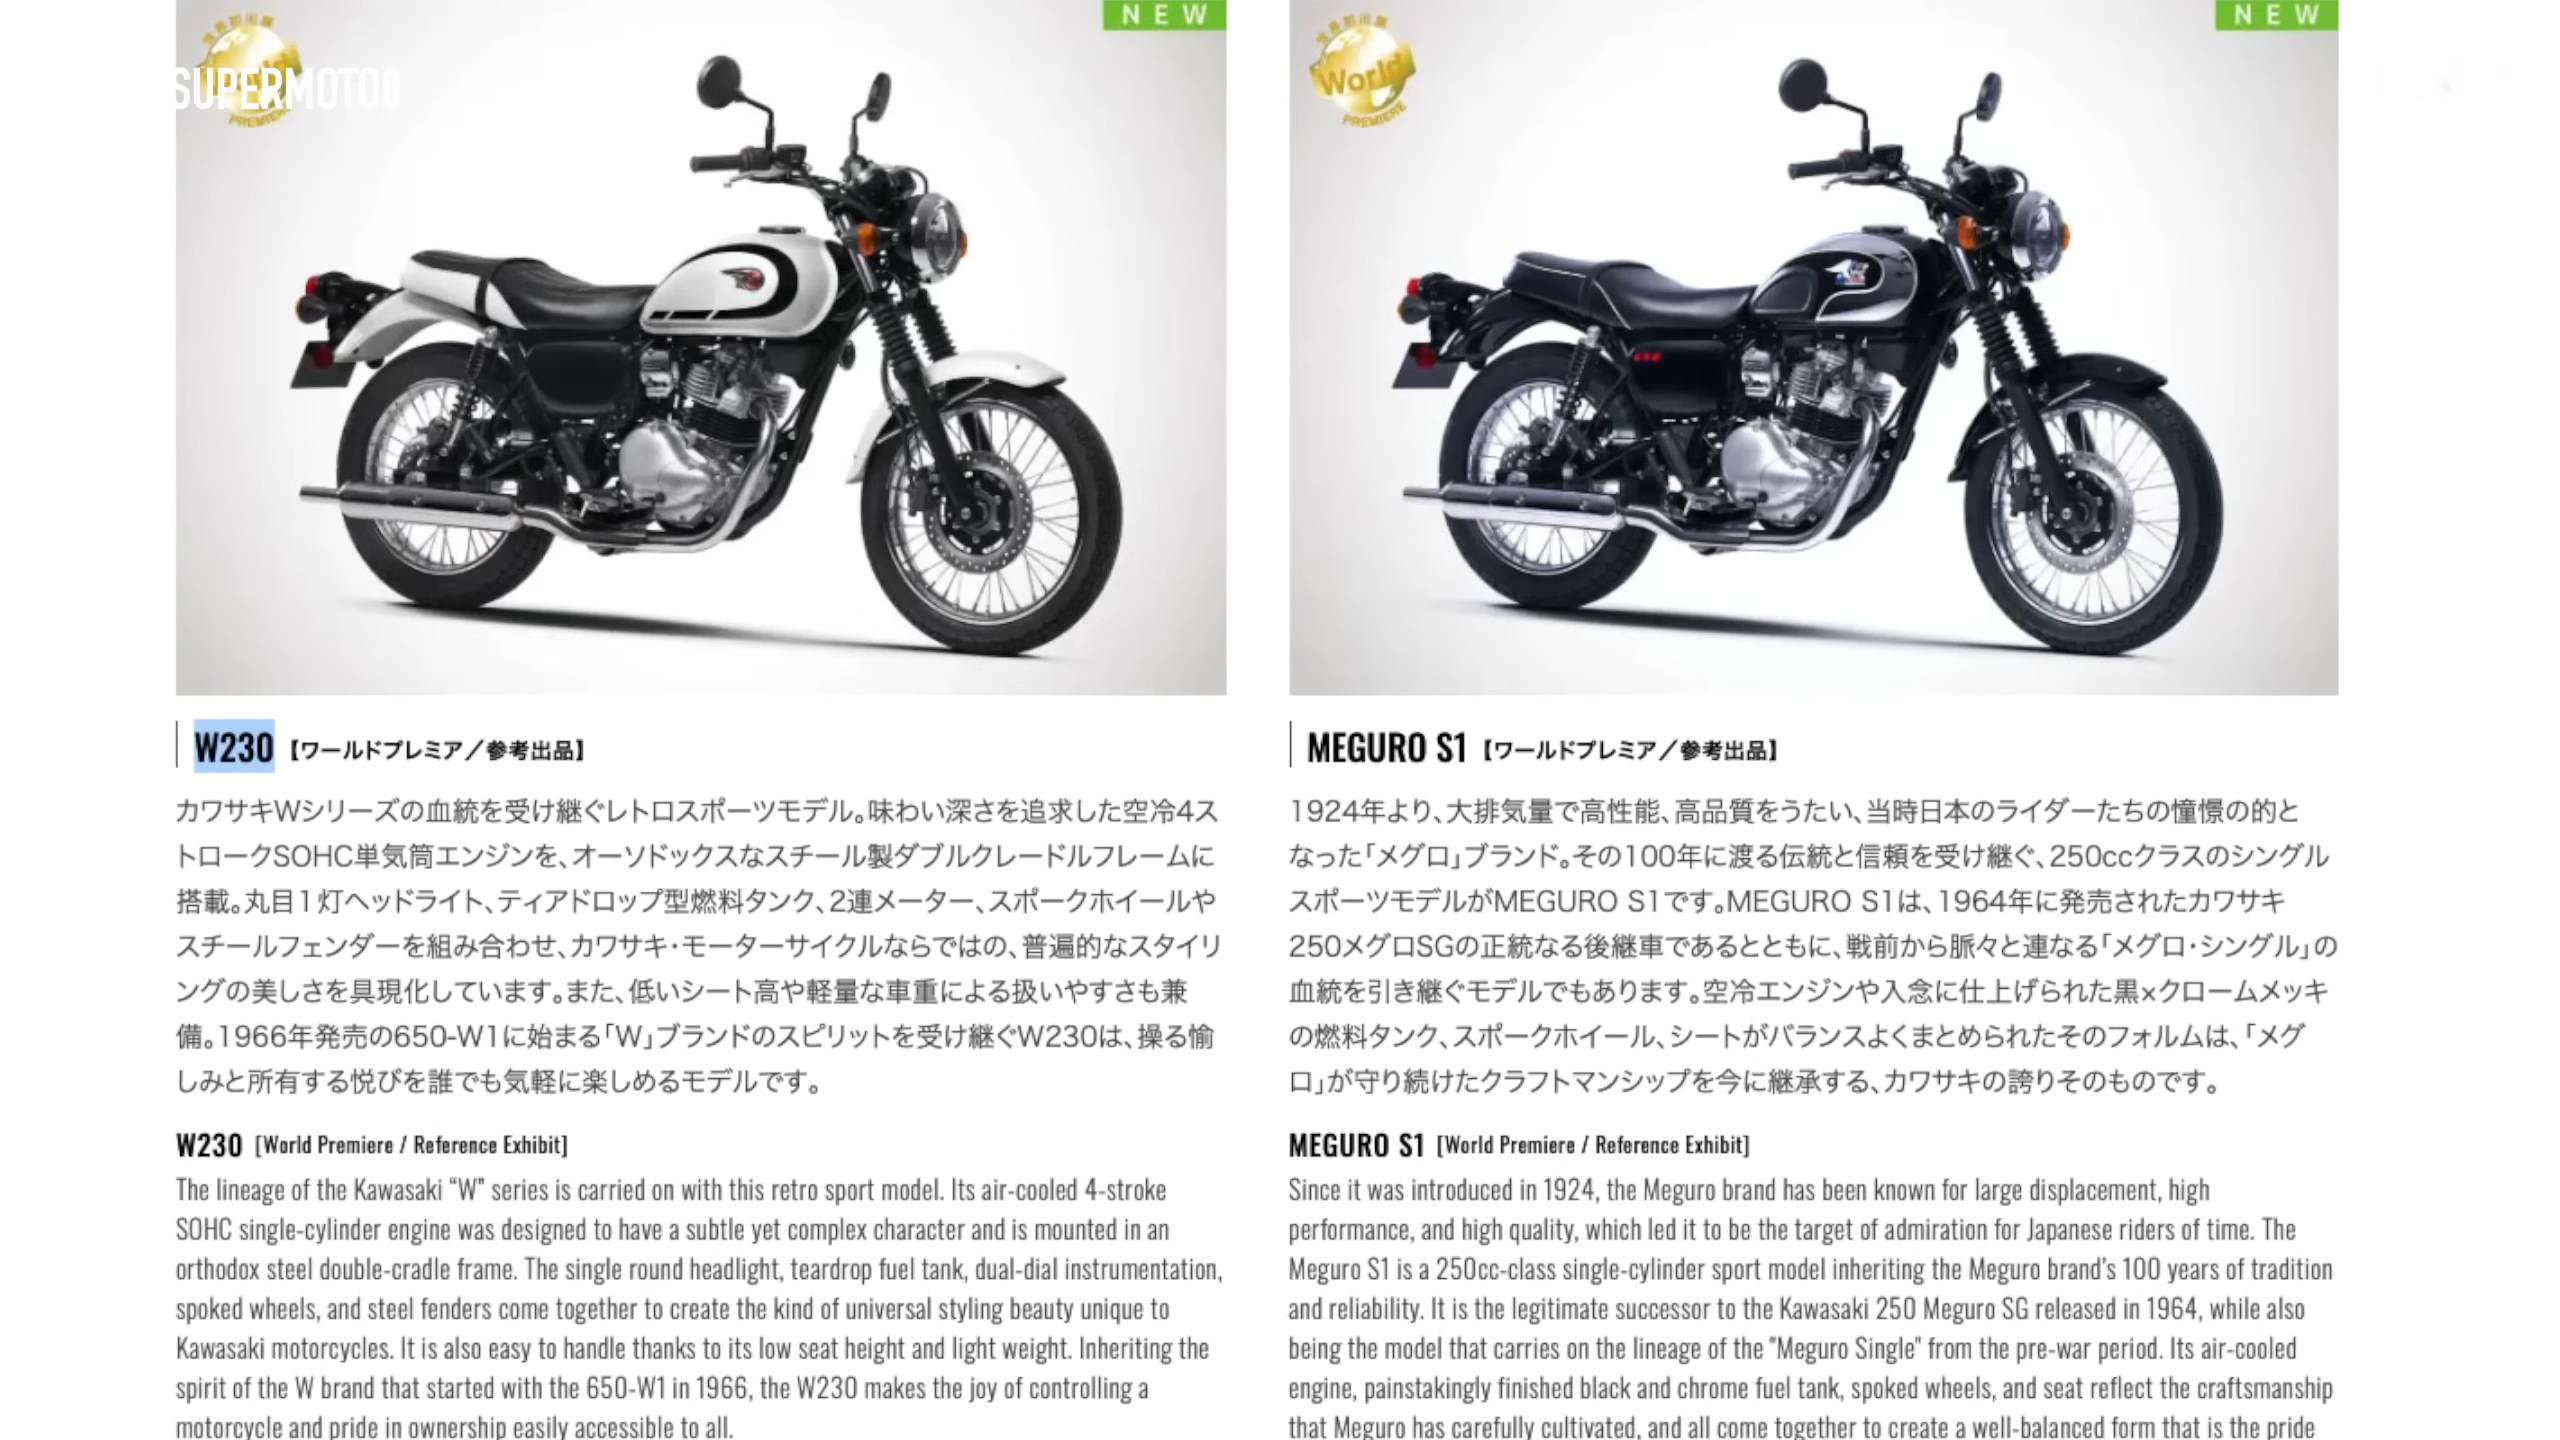 NEW
SUPERMOTO8
PREMIERE
W230【ワールドプレミア／参考出品】
カワサキWシリーズの血統を受け継ぐレトロスポーツモデル。味わい深さを追求した空冷4ス
トロークSOHC単気筒エンジンを、オーソドックスなスチール製ダブルクレードルフレームに
搭載。丸目1灯ヘッドライト、ティアドロップ型燃料タンク、2連メーター、スポークホイールや
スチールフェンダーを組み合わせ、カワサキ・モーターサイクルならではの、普遍的なスタイリ
ングの美しさを具現化しています。また、低いシート高や軽量な車重による扱いやすさも兼
備。1966年発売の650-W1に始まる「W」ブランドのスピリットを受け継ぐW230は、操る愉
しみと所有する悦びを誰でも気軽に楽しめるモデルです。
W230 [World Premiere / Reference Exhibit]
The lineage of the Kawasaki “W” series is carried on with this retro sport model. Its air-cooled 4-stroke
SOHC single-cylinder engine was designed to have a subtle yet complex character and is mounted in an
orthodox steel double-cradle frame. The single round headlight, teardrop fuel tank, dual-dial instrumentation,
spoked wheels, and steel fenders come together to create the kind of universal styling beauty unique to
Kawasaki motorcycles. It is also easy to handle thanks to its low seat height and light weight. Inheriting the
spirit of the W brand that started with the 650-W1 in 1966, the W230 makes the joy of controlling a
motorcycle and pride in ownership easily accessible to all.
NEW
World
PREMIERE
MEGURO S1【ワールドプレミア／参考出品】
1924年より、大排気量で高性能、高品質をうたい、当時日本のライダーたちの憧憬の的と
なった「メグロ」ブランド。その100年に渡る伝統と信頼を受け継ぐ、250ccクラスのシングル
スポーツモデルがMEGURO S1です。MEGURO S1は、1964年に発売されたカワサキ
250メグロSGの正統なる後継車であるとともに、戦前から脈々と連なる「メグロ・シングル」の
血統を引き継ぐモデルでもあります。空冷エンジンや入念に仕上げられた黒×クロームメッキ
の燃料タンク、スポークホイール、シートがバランスよくまとめられたそのフォルムは、「メグ
ロ」が守り続けたクラフトマンシップを今に継承する、カワサキの誇りそのものです。
MEGURO S1 [World Premiere / Reference Exhibit]
Since it was introduced in 1924, the Meguro brand has been known for large displacement, high
performance, and high quality, which led it to be the target of admiration for Japanese riders of time. The
Meguro S1 is a 250cc-class single-cylinder sport model inheriting the Meguro brand’s 100 years of tradition
and reliability. It is the legitimate successor to the Kawasaki 250 Meguro SG released in 1964, while also
being the model that carries on the lineage of the "Meguro Single" from the pre-war period. Its air-cooled
engine, painstakingly finished black and chrome fuel tank, spoked wheels, and seat reflect the craftsmanship
that Meguro has carefully cultivated, and all come together to create a well-balanced form that is the pride